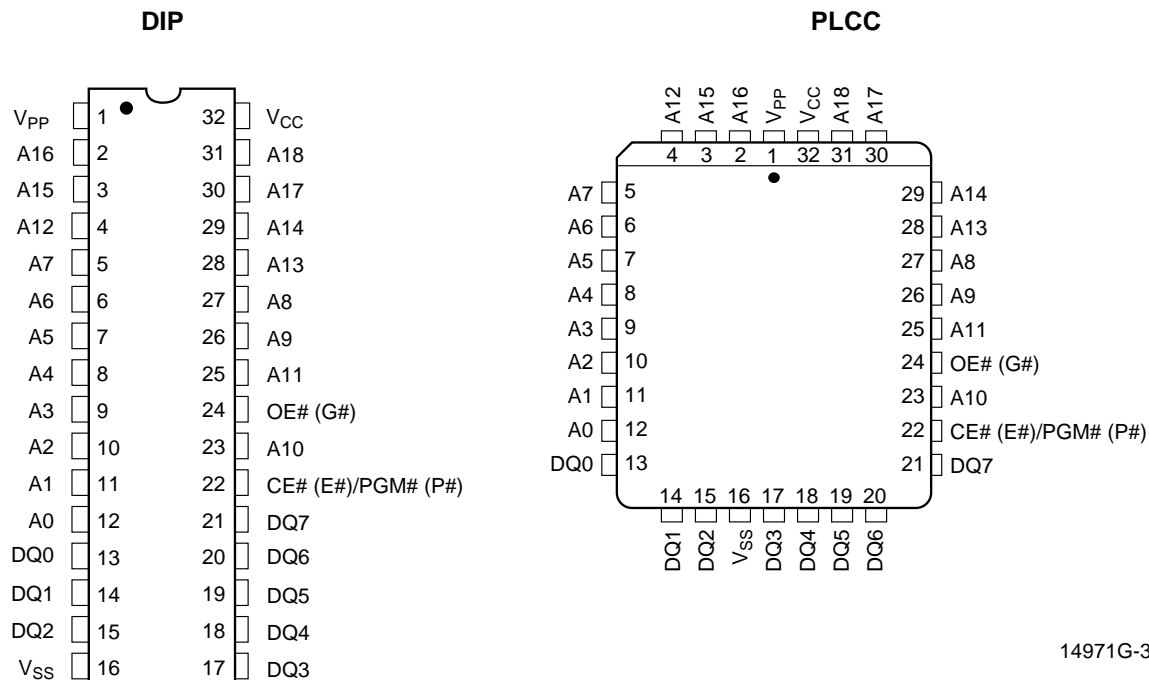 DIP
VPP 1 32 VCC
A16 2 31 A18
A15 3 30 A17
A12 4 29 A14
A7 5 28 A13
A6 6 27 A8
A5 7 26 A9
A4 8 25 A11
A3 9 24 OE# (G#)
A2 10 23 A10
A1 11 22 CE# (E#)/PGM# (P#)
A0 12 21 DQ7
DQ0 13 20 DQ6
DQ1 14 19 DQ5
DQ2 15 18 DQ4
VSS 16 17 DQ3
PLCC
A12 A15 A16 VPP VCC A18 A17
4 3 2 1 32 31 30
A7 5 29 A14
A6 6 28 A13
A5 7 27 A8
A4 8 26 A9
A3 9 25 A11
A2 10 24 OE# (G#)
A1 11 23 A10
A0 12 22 CE# (E#)/PGM# (P#)
DQ0 13 21 DQ7
14 15 16 17 18 19 20
DQ1 DQ2 VSS DQ3 DQ4 DQ5 DQ6
14971G-3